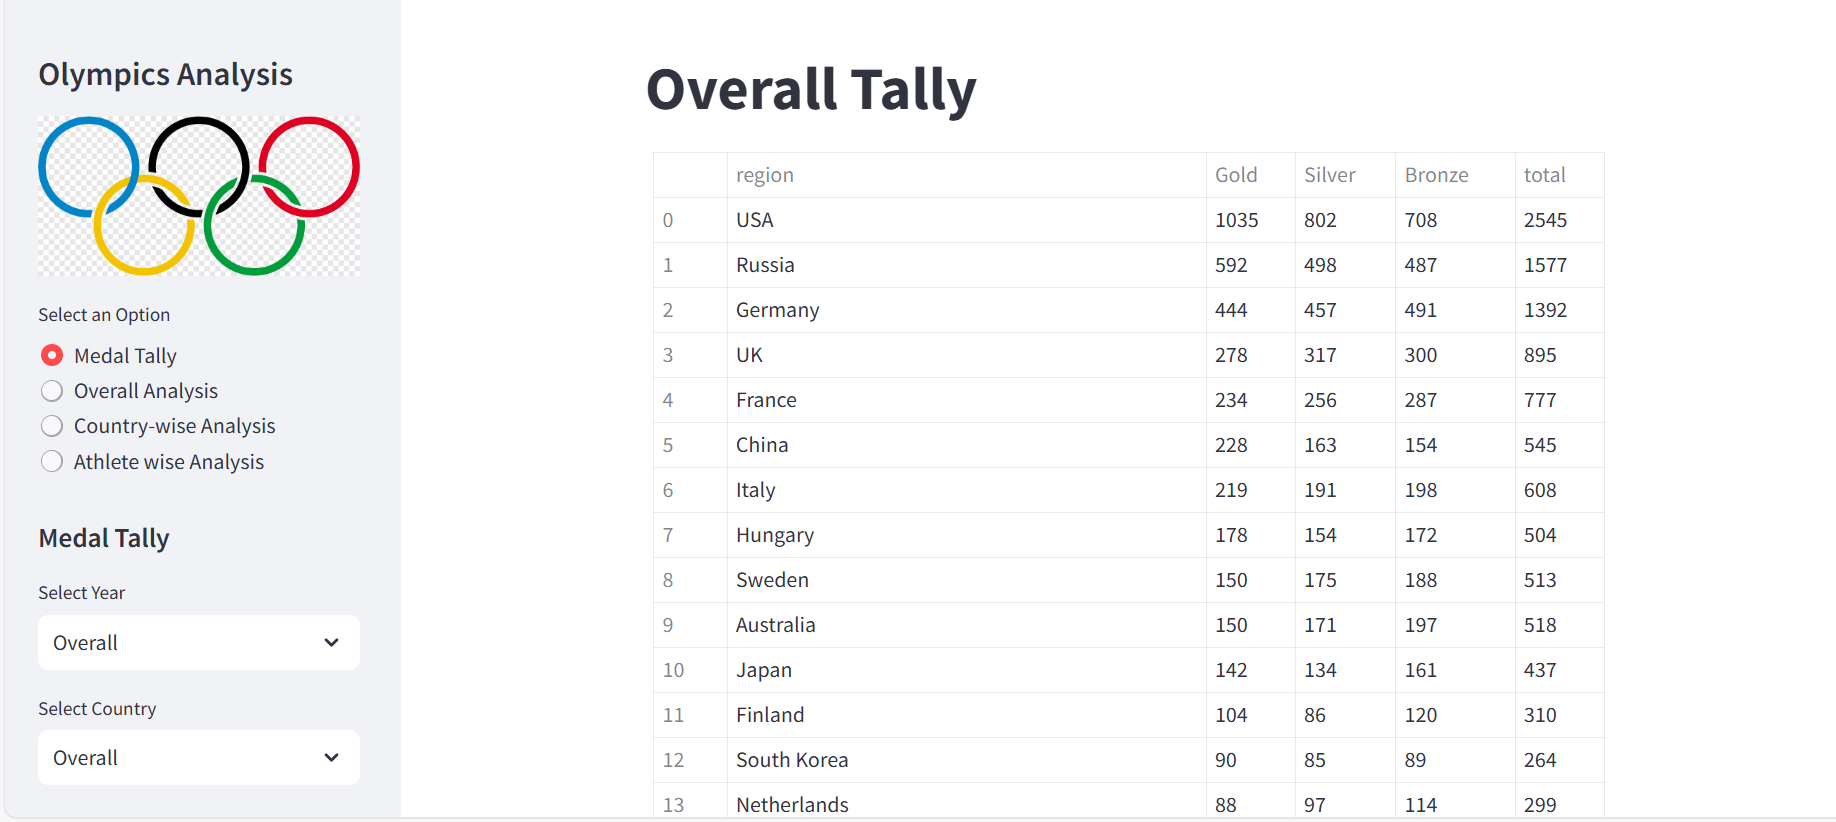 Olympics Analysis
Select an Option
Medal Tally
Overall Analysis
Country-wise Analysis
Athlete wise Analysis
Medal Tally
Select Year
Overall
Select Country
Overall
Overall Tally
region Gold Silver Bronze total
0 USA 1035 802 708 2545
1 Russia 592 498 487 1577
2 Germany 444 457 491 1392
3 UK 278 317 300 895
4 France 234 256 287 777
5 China 228 163 154 545
6 Italy 219 191 198 608
7 Hungary 178 154 172 504
8 Sweden 150 175 188 513
9 Australia 150 171 197 518
10 Japan 142 134 161 437
11 Finland 104 86 120 310
12 South Korea 90 85 89 264
13 Netherlands 88 97 114 299